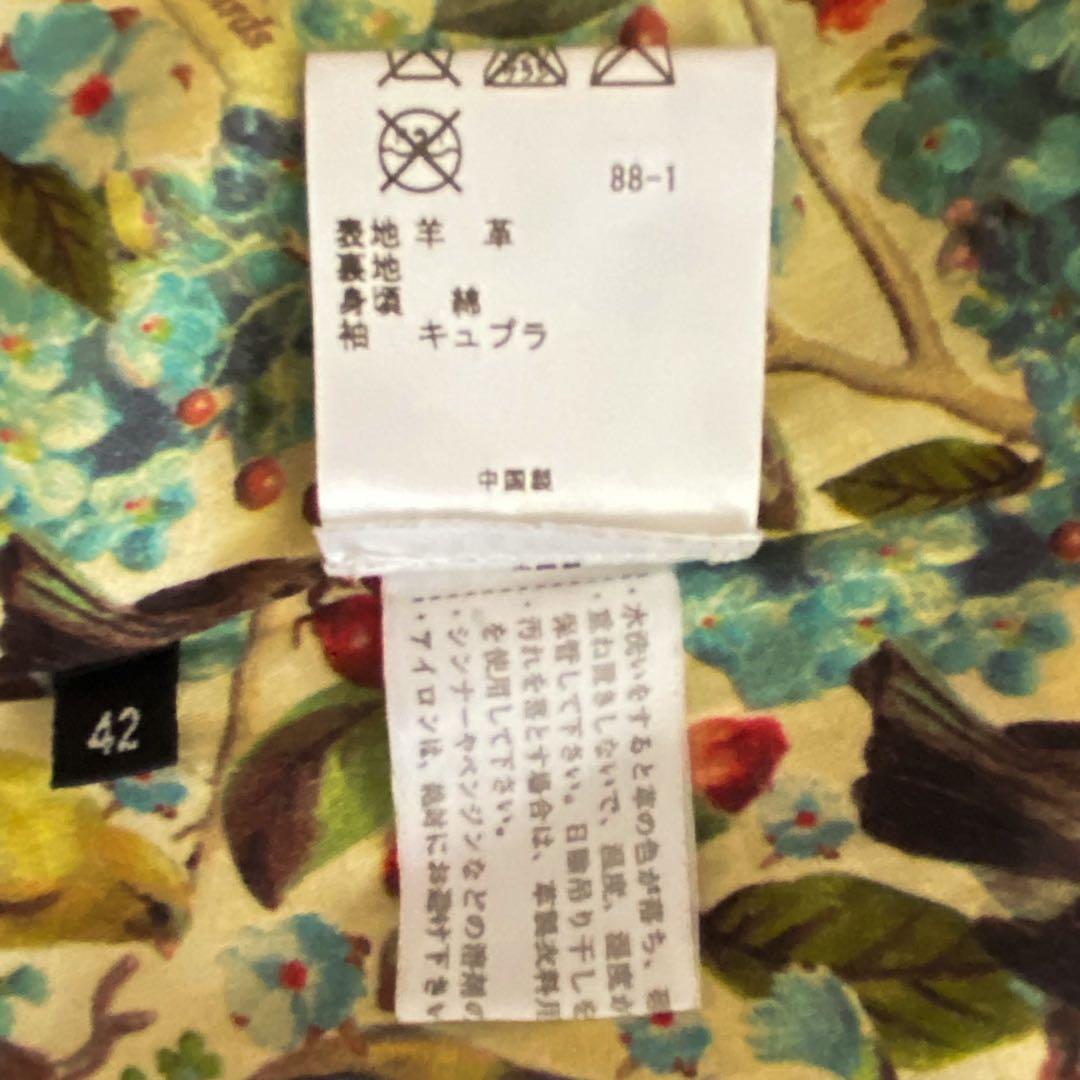 88-1
表地 羊 革
裏地
身頃 綿
袖 キュプラ
中国製
42
・水洗いをすると革の色が落ち、
重ね置きしないで、温度、湿度が
保管して下さい。日陰吊り干しを
・汚れを落とす場合は、革製衣料用
を使用して下さい。
・シンナーやベンジンなどの溶剤の
・アイロンは、絶対にお避け下さい